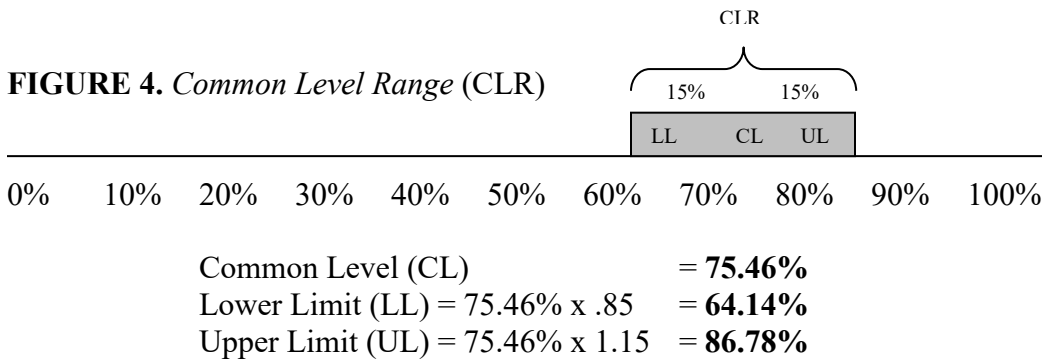 CLR
FIGURE 4. Common Level Range (CLR)
15% 15%
LL CL UL
0% 10% 20% 30% 40% 50% 60% 70% 80% 90% 100%
Common Level (CL) = 75.46%
Lower Limit (LL) = 75.46% x .85 = 64.14%
Upper Limit (UL) = 75.46% x 1.15 = 86.78%